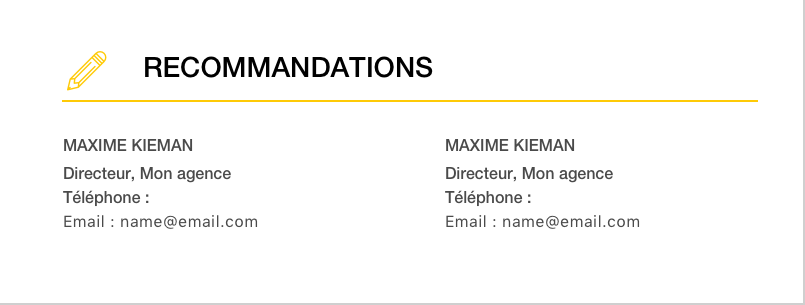 RECOMMANDATIONS
MAXIME KIEMAN
Directeur, Mon agence
Téléphone :
Email : name@email.com
MAXIME KIEMAN
Directeur, Mon agence
Téléphone :
Email : name@email.com